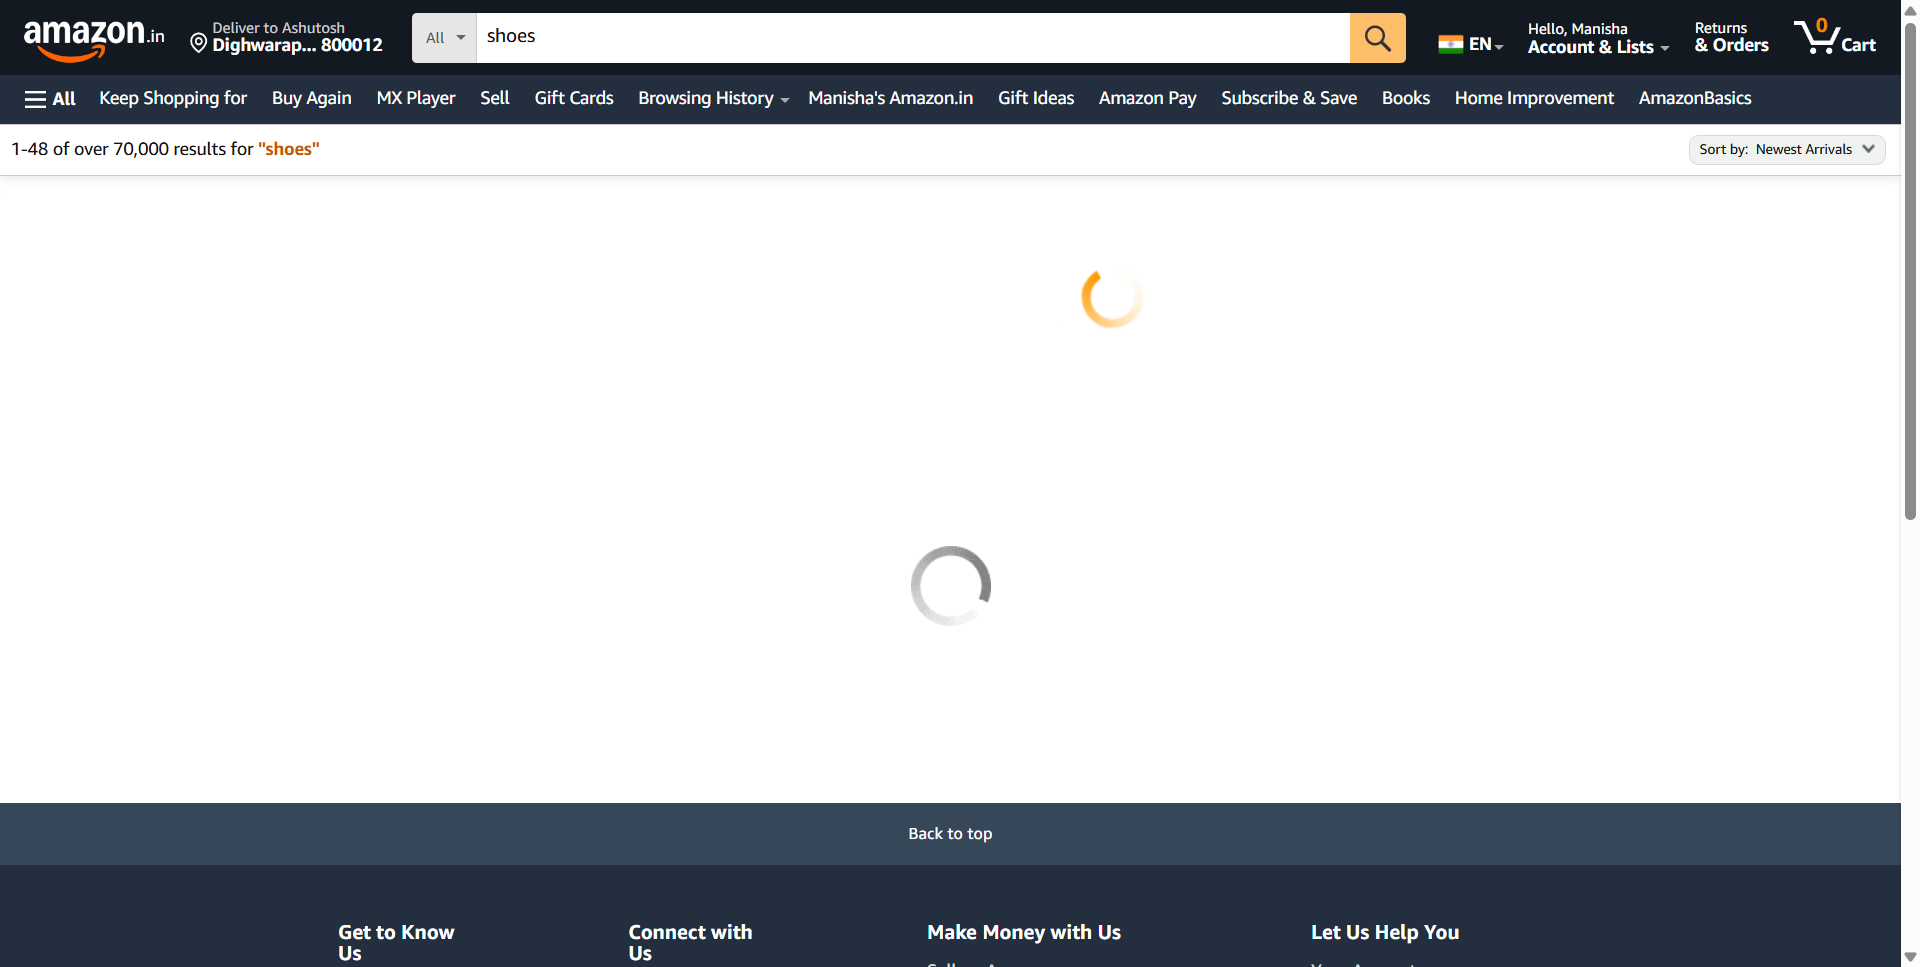 amazon.in
Deliver to Ashutosh
Dighwarap... 800012
All
shoes
EN
Hello, Manisha
Account & Lists
Returns
& Orders
0
Cart
All
Keep Shopping for
Buy Again
MX Player
Sell
Gift Cards
Browsing History
Manisha's Amazon.in
Gift Ideas
Amazon Pay
Subscribe & Save
Books
Home Improvement
AmazonBasics
1-48 of over 70,000 results for "shoes"
Sort by: Newest Arrivals
Back to top
Get to Know
Us
Connect with
Us
Make Money with Us
Let Us Help You